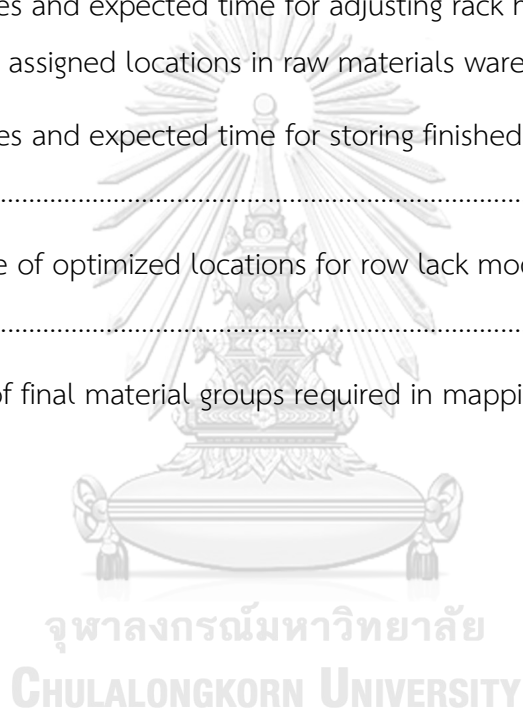 es and expected time for adjusting rack h
assigned locations in raw materials ware
es and expected time for storing finished
................................................................................
e of optimized locations for row lack mod
................................................................................
of final material groups required in mappi
จุฬาลงกรณ์มหาวิทยาลัย
CHULALONGKORN UNIVERSITY